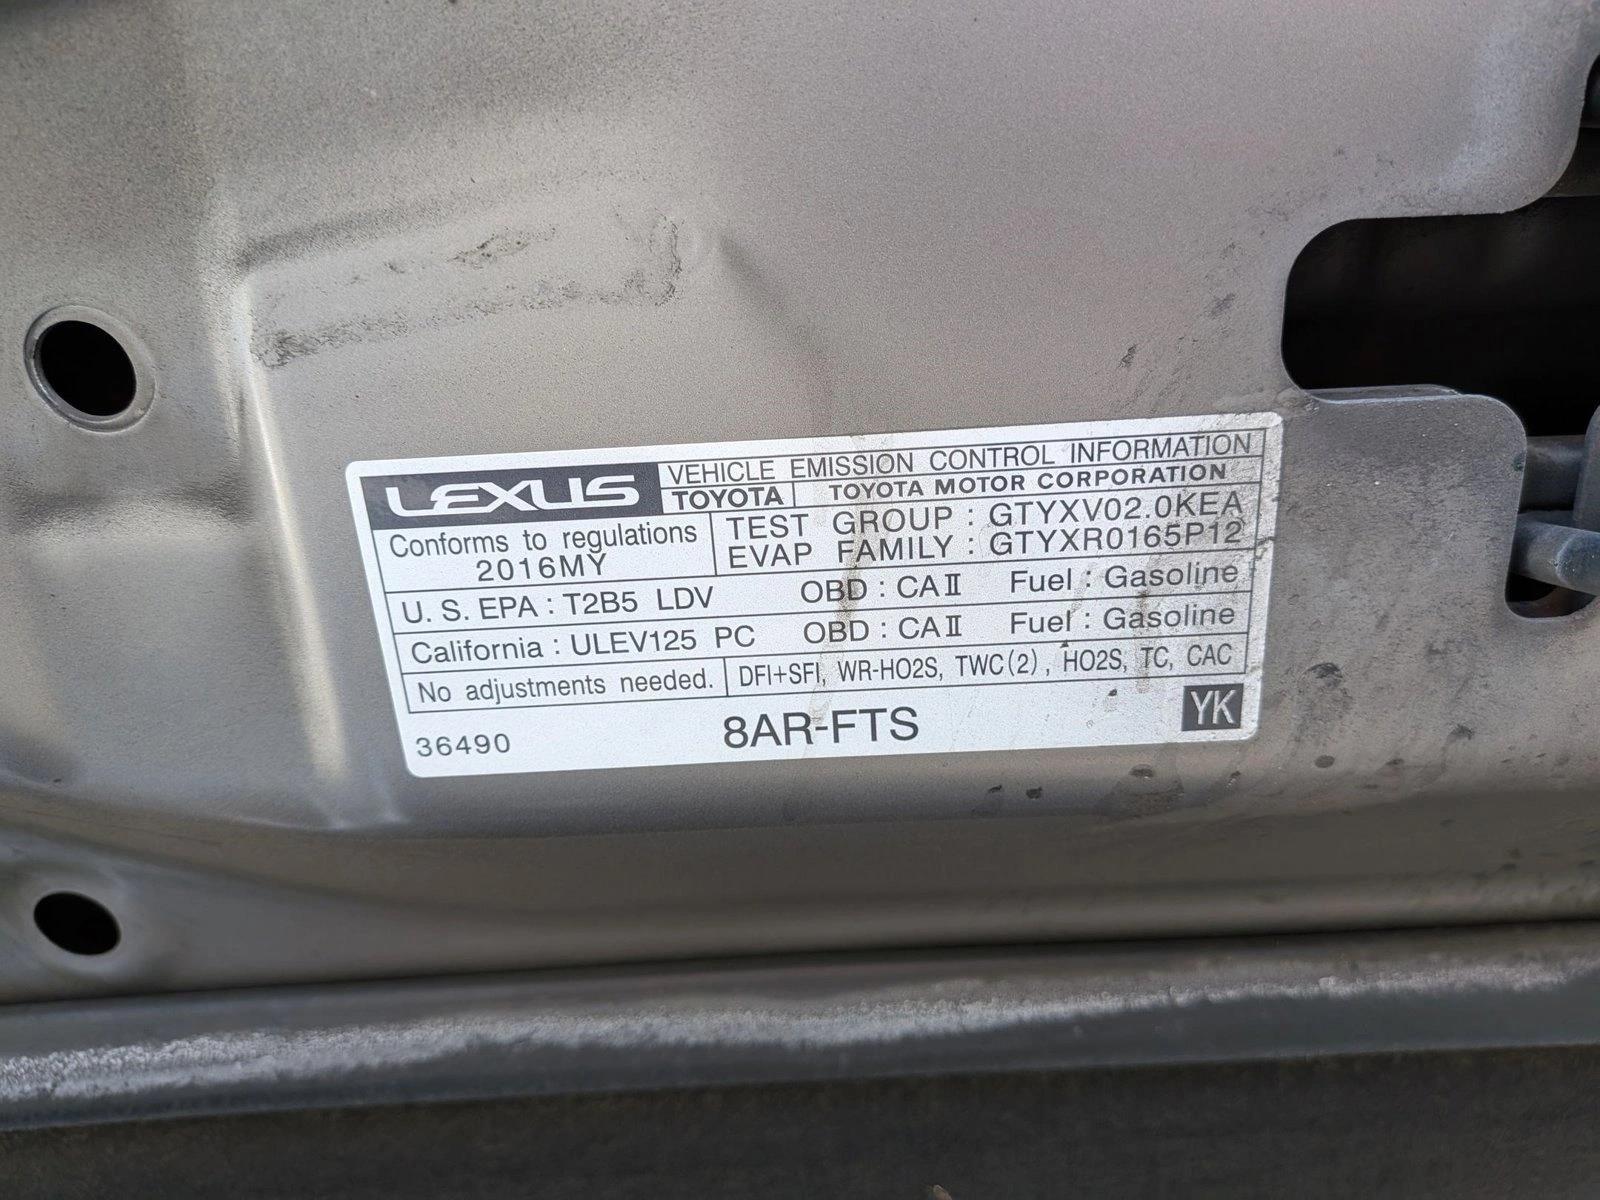 LEXUS VEHICLE EMISSION CONTROL INFORMATION
TOYOTA TOYOTA MOTOR CORPORATION
Conforms to regulations
2016MY
TEST GROUP : GTYXV02.0KEA
EVAP FAMILY : GTYXR0165P12
U. S. EPA : T2B5 LDV OBD : CAⅡ Fuel : Gasoline
California : ULEV125 PC OBD : CAⅡ Fuel : Gasoline
No adjustments needed. DFI+SFI, WR-HO2S, TWC(2), HO2S, TC, CAC
36490 8AR-FTS YK